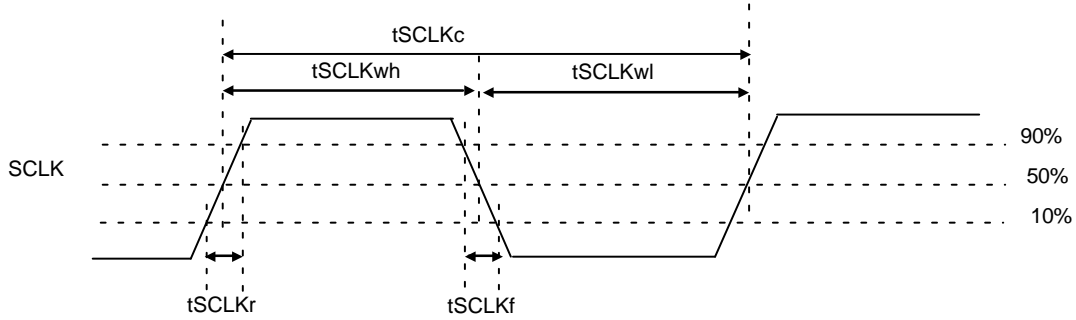 tSCLKc
tSCLKwh
tSCLKwl
90%
SCLK
50%
10%
tSCLKr
tSCLKf